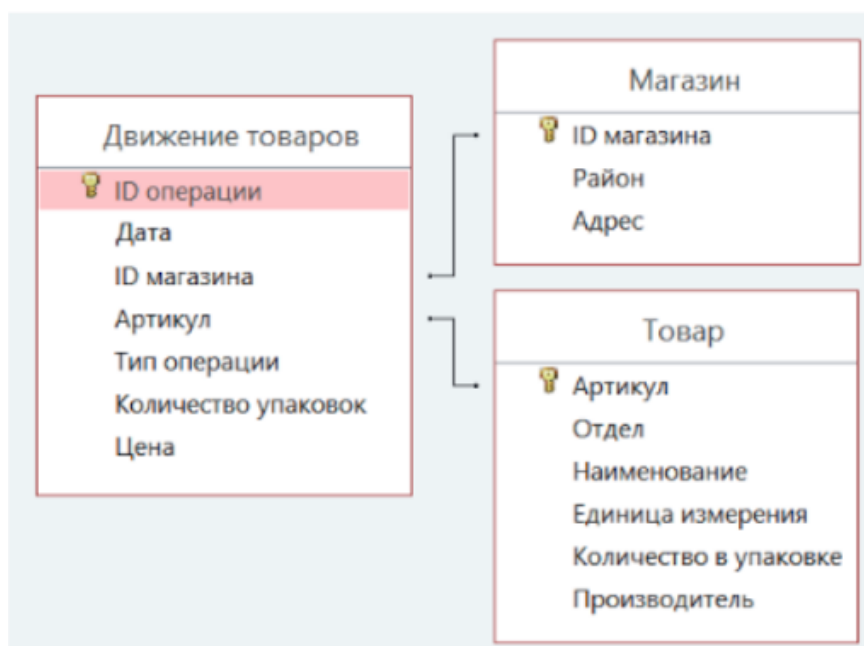 Движение товаров
ID операции
Дата
ID магазина
Артикул
Тип операции
Количество упаковок
Цена
Магазин
ID магазина
Район
Адрес
Товар
Артикул
Отдел
Наименование
Единица измерения
Количество в упаковке
Производитель